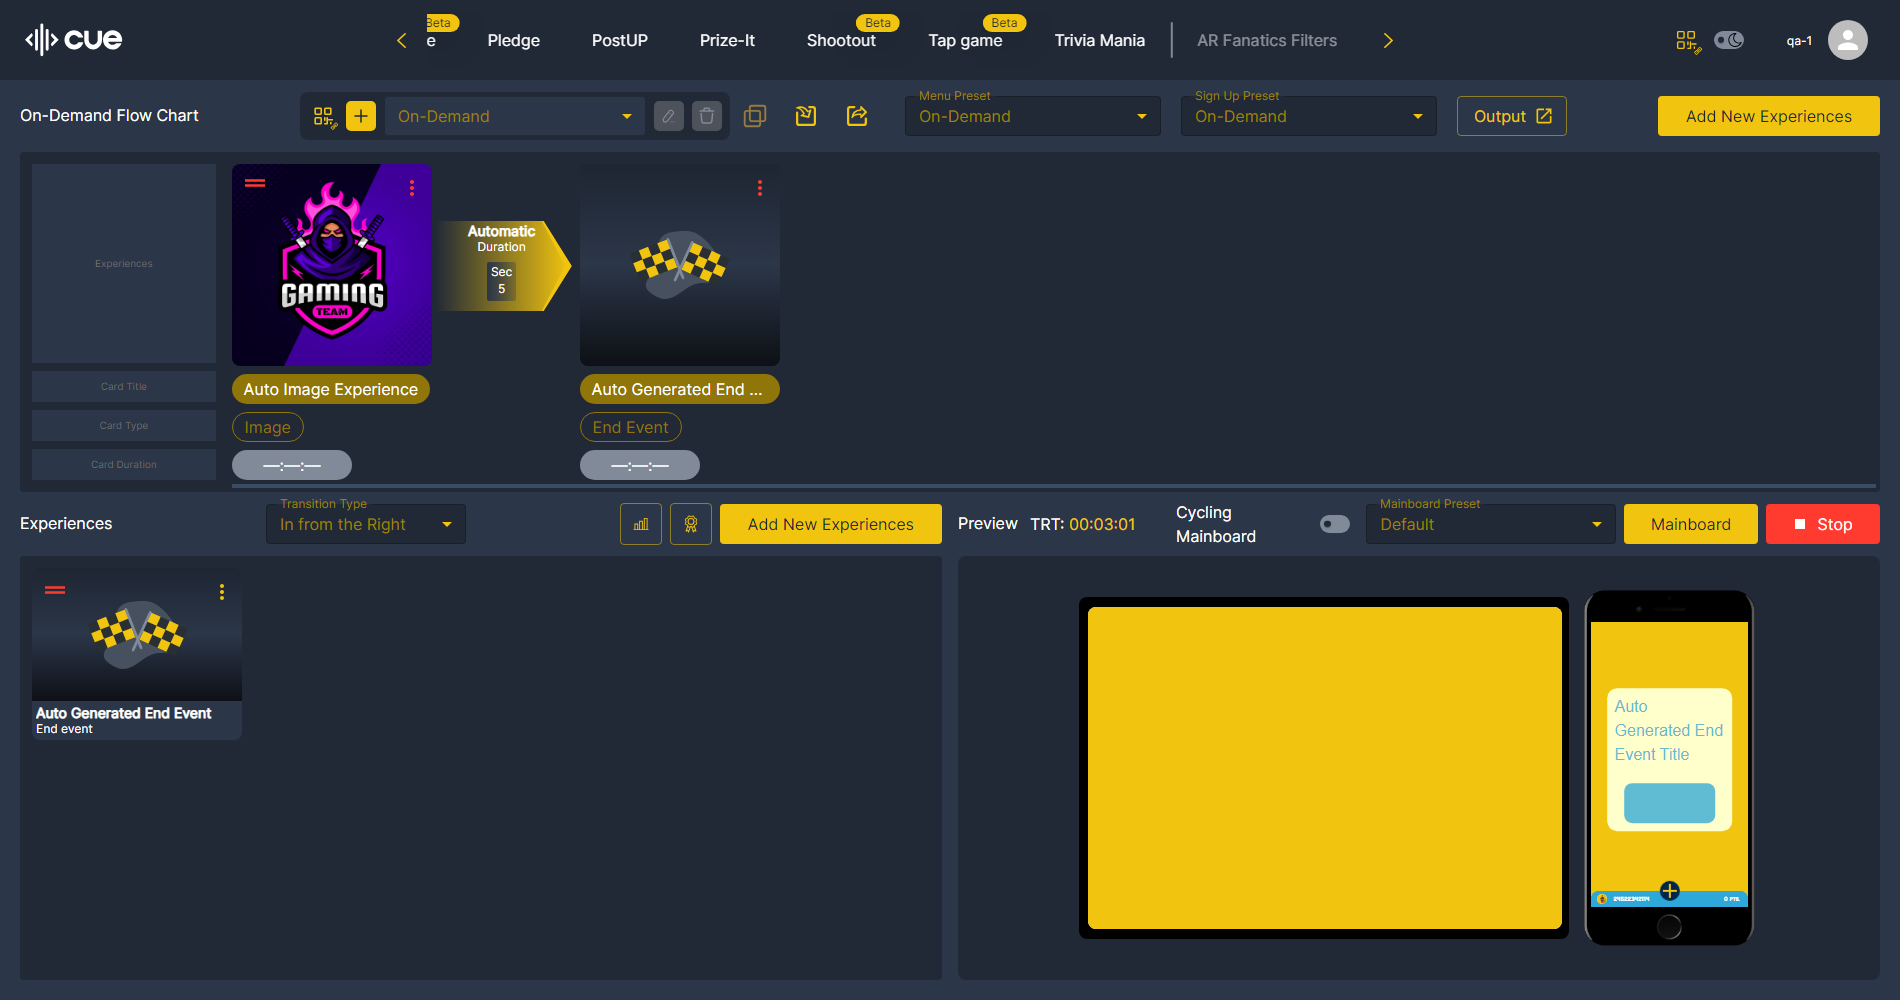 cue
e
Beta
Pledge
PostUP
Prize-It
Shootout
Beta
Tap game
Beta
Trivia Mania
AR Fanatics Filters
qa-1
On-Demand Flow Chart
On-Demand
Menu Preset
On-Demand
Sign Up Preset
On-Demand
Output
Add New Experiences
Experiences
Card Title
Card Type
Card Duration
GAMING
TEAM
Automatic
Duration
Sec
5
Auto Image Experience
Image
—:—:—
Auto Generated End ...
End Event
—:—:—
Experiences
Transition Type
In from the Right
Add New Experiences
Preview
TRT: 00:03:01
Cycling
Mainboard
Mainboard Preset
Default
Mainboard
Stop
Auto Generated End Event
End event
Auto
Generated End
Event Title
0 PTS.